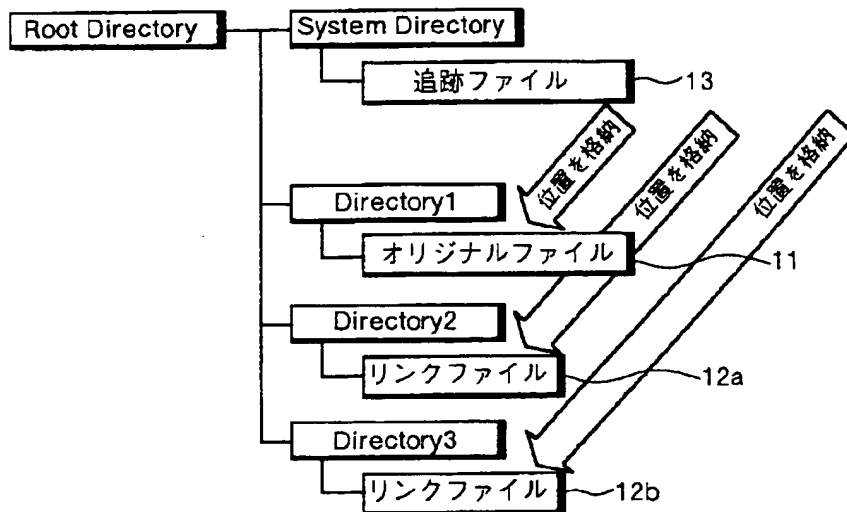 Root Directory
System Directory
追跡ファイル
13
位置を格納
位置を格納
位置を格納
Directory1
オリジナルファイル
11
Directory2
リンクファイル
12a
Directory3
リンクファイル
12b